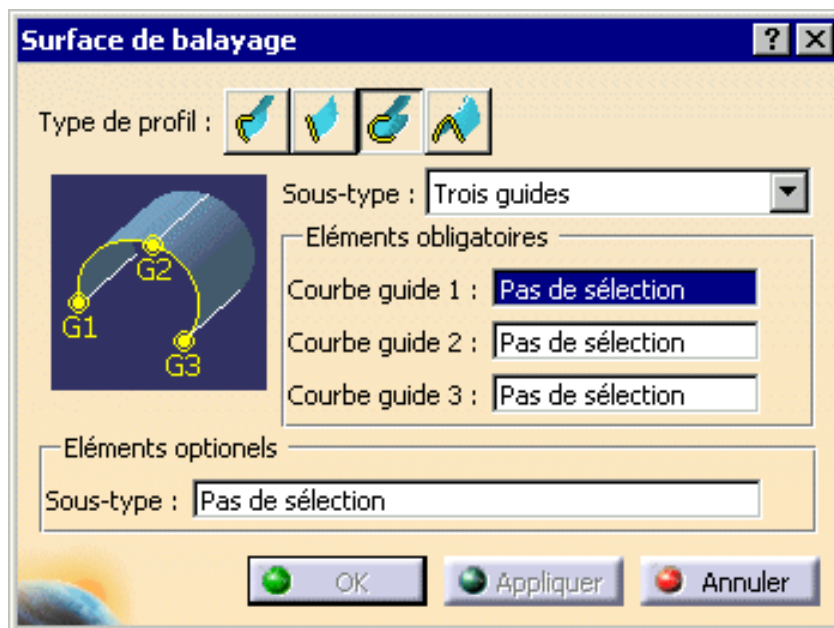 Surface de balayage
Type de profil :
Sous-type : Trois guides
Eléments obligatoires
Courbe guide 1 : Pas de sélection
Courbe guide 2 : Pas de sélection
Courbe guide 3 : Pas de sélection
G1
G2
G3
Eléments optionels
Sous-type : Pas de sélection
OK
Appliquer
Annuler